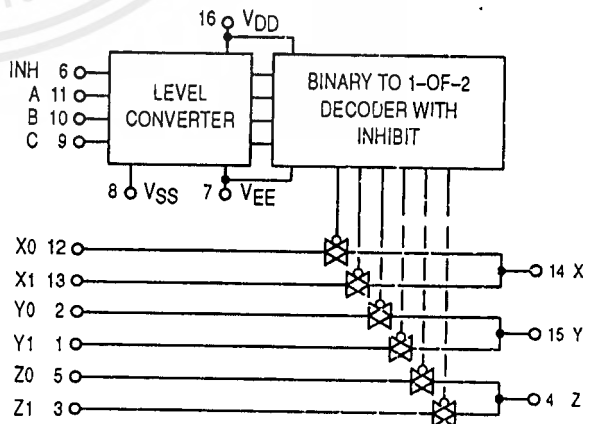 16 VDD
INH 6
A 11
B 10
C 9
LEVEL
CONVERTER
BINARY TO 1-OF-2
DECODER WITH
INHIBIT
8 VSS
7 VEE
X0 12
X1 13
Y0 2
Y1 1
Z0 5
Z1 3
14 X
15 Y
4 Z